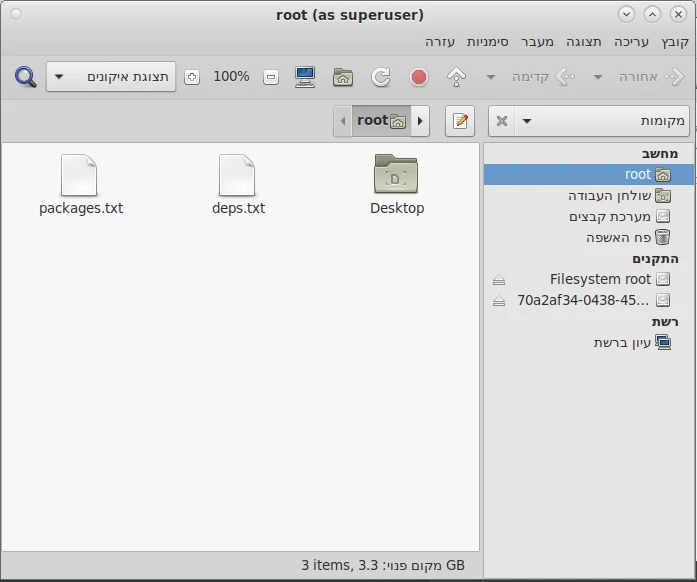 root (as superuser)
קובץ עריכה תצוגה מעבר סימניות עזרה
אחורה קדימה 100% תצוגת איקונים
מקומות root
מחשב
root
שולחן העבודה
מערכת קבצים
פח האשפה
התקנים
Filesystem root
70a2af34-0438-45...
רשת
עיון ברשת
Desktop deps.txt packages.txt
3 items, 3.3 :מקום פנוי GB